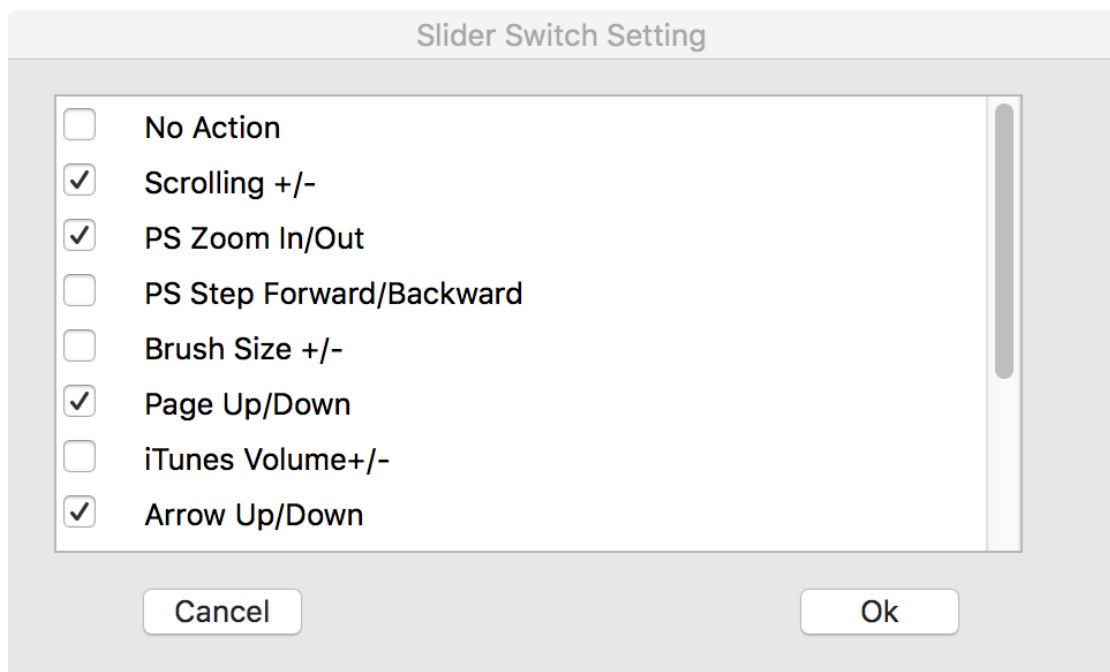 Slider Switch Setting
No Action
Scrolling +/-
PS Zoom In/Out
PS Step Forward/Backward
Brush Size +/-
Page Up/Down
iTunes Volume+/-
Arrow Up/Down
Cancel Ok